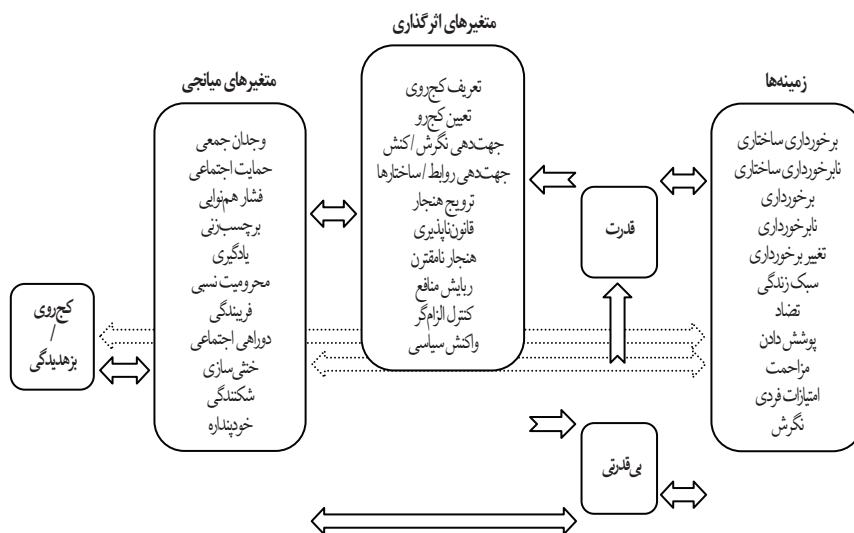 زمینه‌ها
برخورداری ساختاری
نابرخورداری ساختاری
برخورداری
نابرخورداری
تغییر برخورداری
سبک زندگی
تضاد
پوشش دادن
مزاحمت
امتیازات فردی
نگرش
قدرت
بی‌قدرتی
متغیرهای اثرگذاری
تعریف کج‌روی
تعیین کج‌رو
جهت‌دهی نگرش/کنش
جهت‌دهی روابط/ساختارها
ترویج هنجار
قانون‌ناپذیری
هنجار نامقترن
ربایش منافع
کنترل الزام‌گر
واکنش سیاسی
متغیرهای میانجی
وجدان جمعی
حمایت اجتماعی
فشار هم‌نوایی
برچسب‌زنی
یادگیری
محرومیت نسبی
فریبندگی
دوراهی اجتماعی
خنثی‌سازی
شکنندگی
خودپنداره
کج‌روی
/
بزهدیدگی